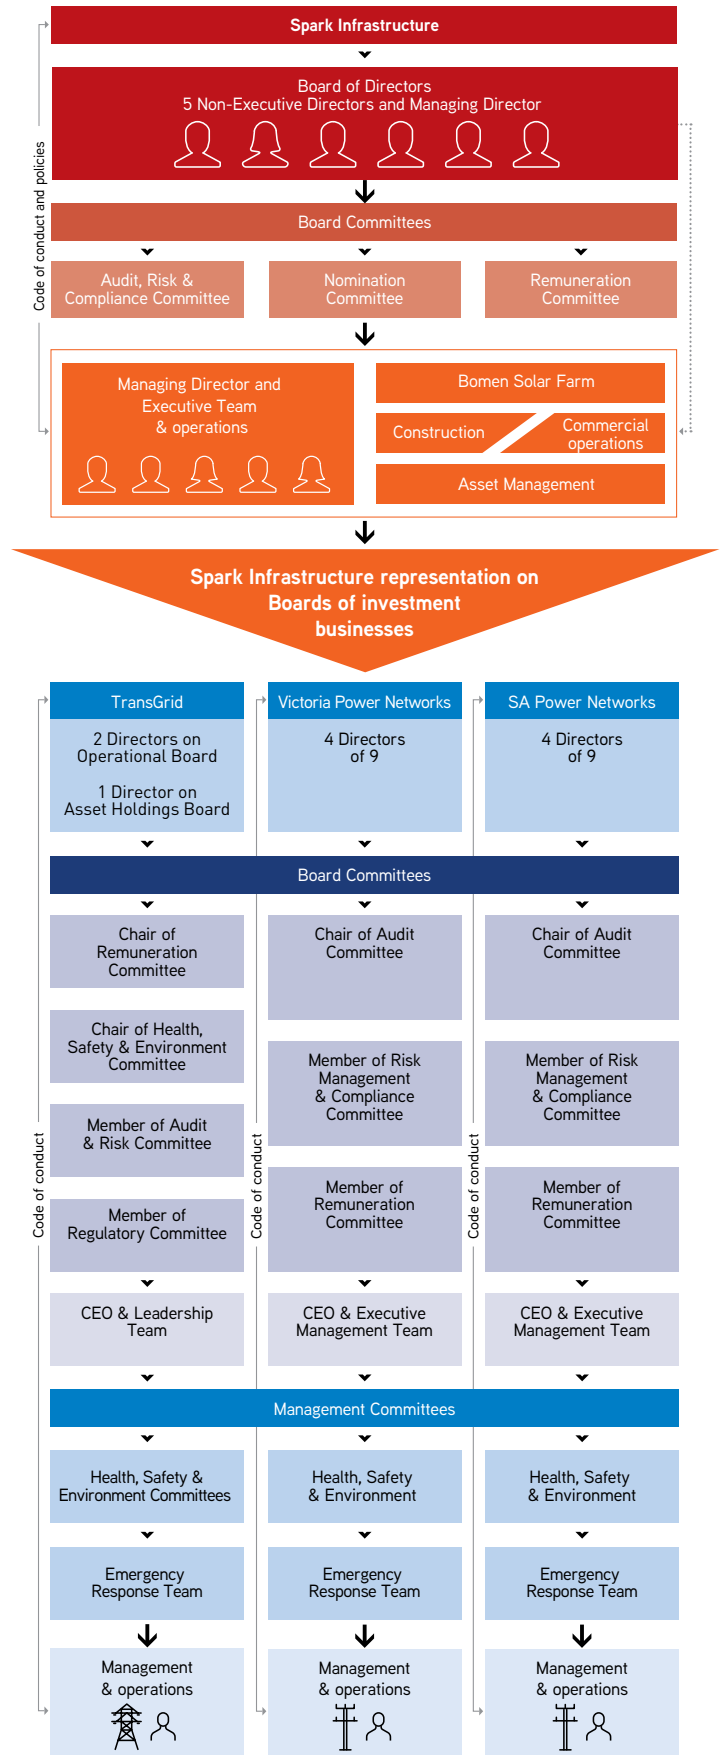 Spark Infrastructure
Board of Directors
5 Non-Executive Directors and Managing Director
Code of conduct and policies
Board Committees
Audit, Risk &
Compliance Committee
Nomination
Committee
Remuneration
Committee
Managing Director and
Executive Team
& operations
Bomen Solar Farm
Construction
Commercial
operations
Asset Management
Spark Infrastructure representation on
Boards of investment
businesses
TransGrid
Victoria Power Networks
SA Power Networks
2 Directors on
Operational Board
1 Director on
Asset Holdings Board
4 Directors
of 9
4 Directors
of 9
Board Committees
Chair of
Remuneration
Committee
Chair of Health,
Safety & Environment
Committee
Member of Audit
& Risk Committee
Member of
Regulatory Committee
Chair of Audit
Committee
Member of Risk
Management
& Compliance
Committee
Member of
Remuneration
Committee
Chair of Audit
Committee
Member of Risk
Management
& Compliance
Committee
Member of
Remuneration
Committee
Code of conduct
Code of conduct
Code of conduct
CEO & Leadership
Team
CEO & Executive
Management Team
CEO & Executive
Management Team
Management Committees
Health, Safety &
Environment Committees
Health, Safety
& Environment
Health, Safety
& Environment
Emergency
Response Team
Emergency
Response Team
Emergency
Response Team
Management
& operations
Management
& operations
Management
& operations